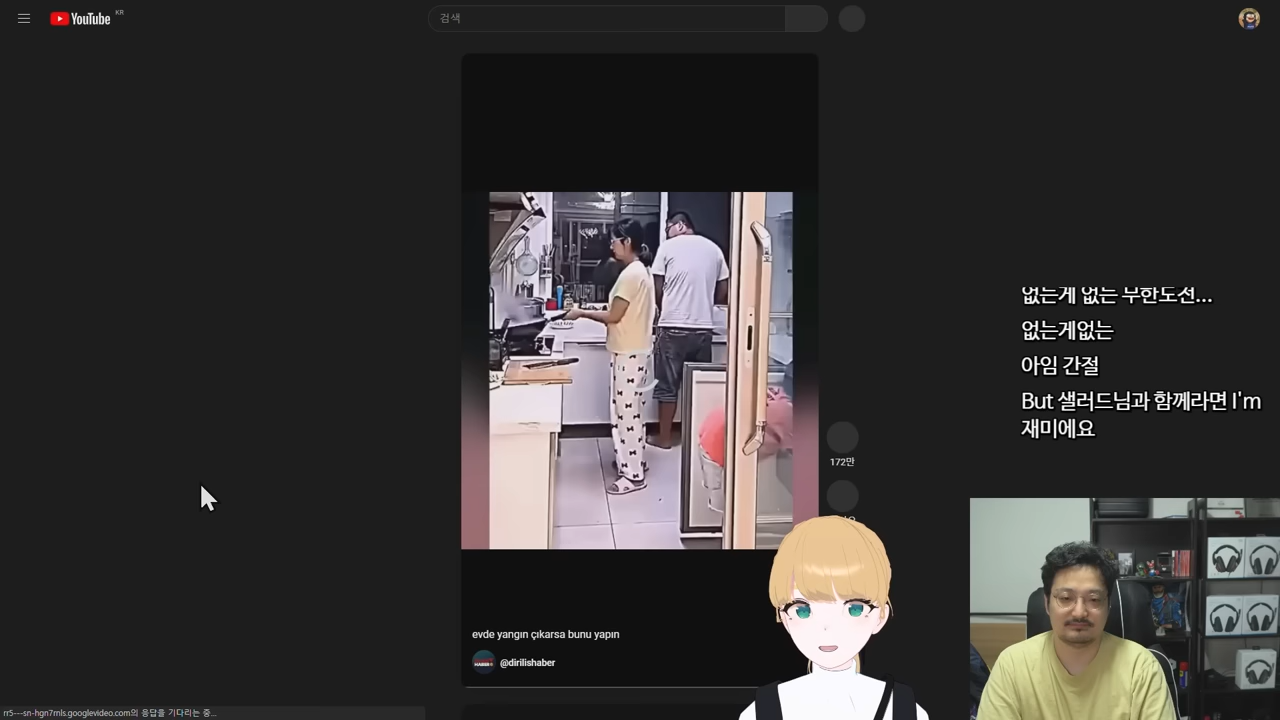 YouTube KR
검색
없는게 없는 무한도전...
없는게없는
아임 간절
But 샐러드님과 함께라면 I'm
재미에요
172만
evde yangın çıkarsa bunu yapın
@dirilishaber
rr5---sn-hgn7rnls.googlevideo.com의 응답을 기다리는 중...